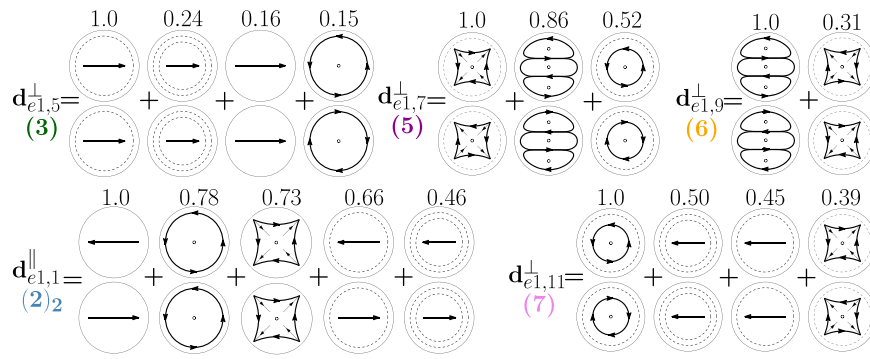 1.0 0.24 0.16 0.15 1.0 0.86 0.52 1.0 0.31
d⊥e1,5= + + + d⊥e1,7= + + d⊥e1,9= +
(3) (5) (6)
1.0 0.78 0.73 0.66 0.46 1.0 0.50 0.45 0.39
d∥e1,1= + + + + d⊥e1,11= + + +
(2)2 (7)